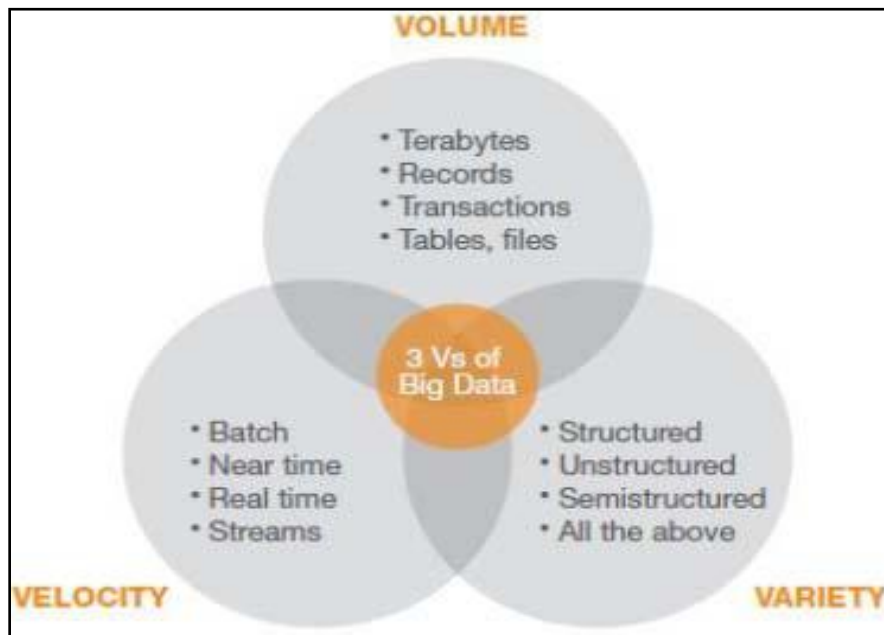 VOLUME
• Terabytes
• Records
• Transactions
• Tables, files
3 Vs of
Big Data
• Batch
• Near time
• Real time
• Streams
• Structured
• Unstructured
• Semistructured
• All the above
VELOCITY
VARIETY